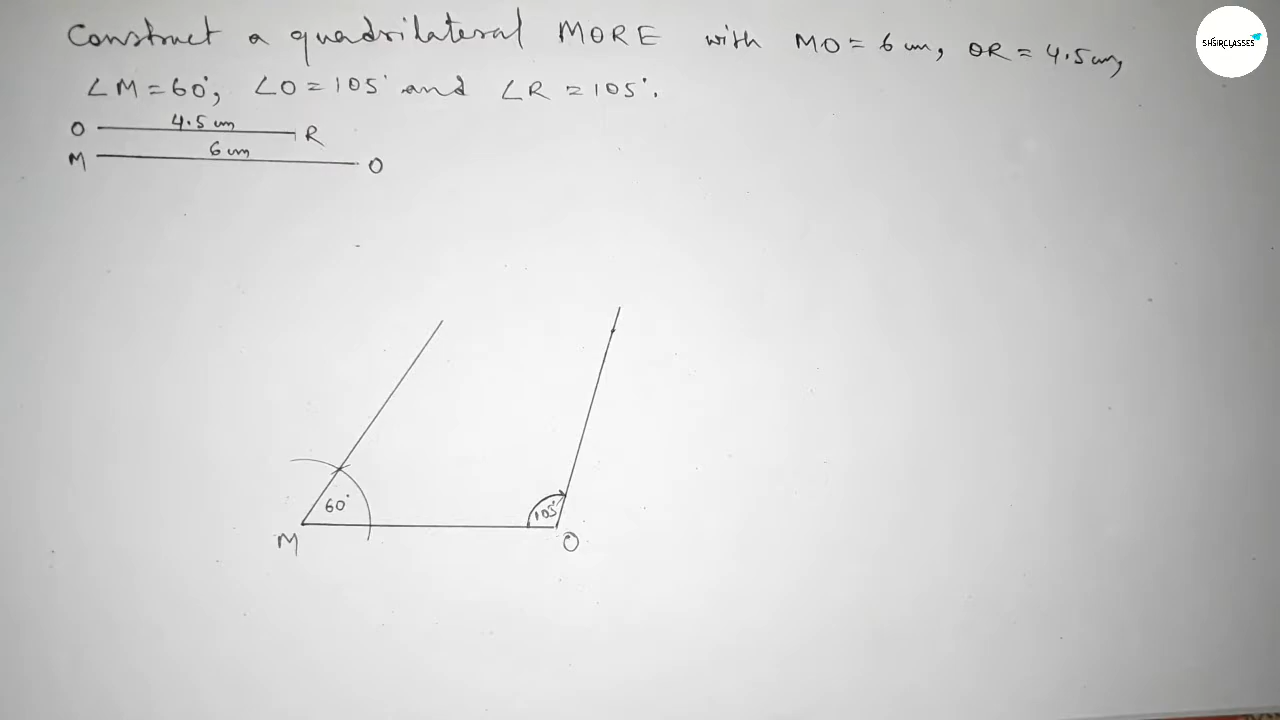 Construct a quadrilateral MORE with MO = 6 cm, OR = 4.5 cm,
∠M = 60°, ∠O = 105° and ∠R = 105°.
O 4.5 cm R
M 6 cm O
60°
105°
M O
SHSIRCLASSES